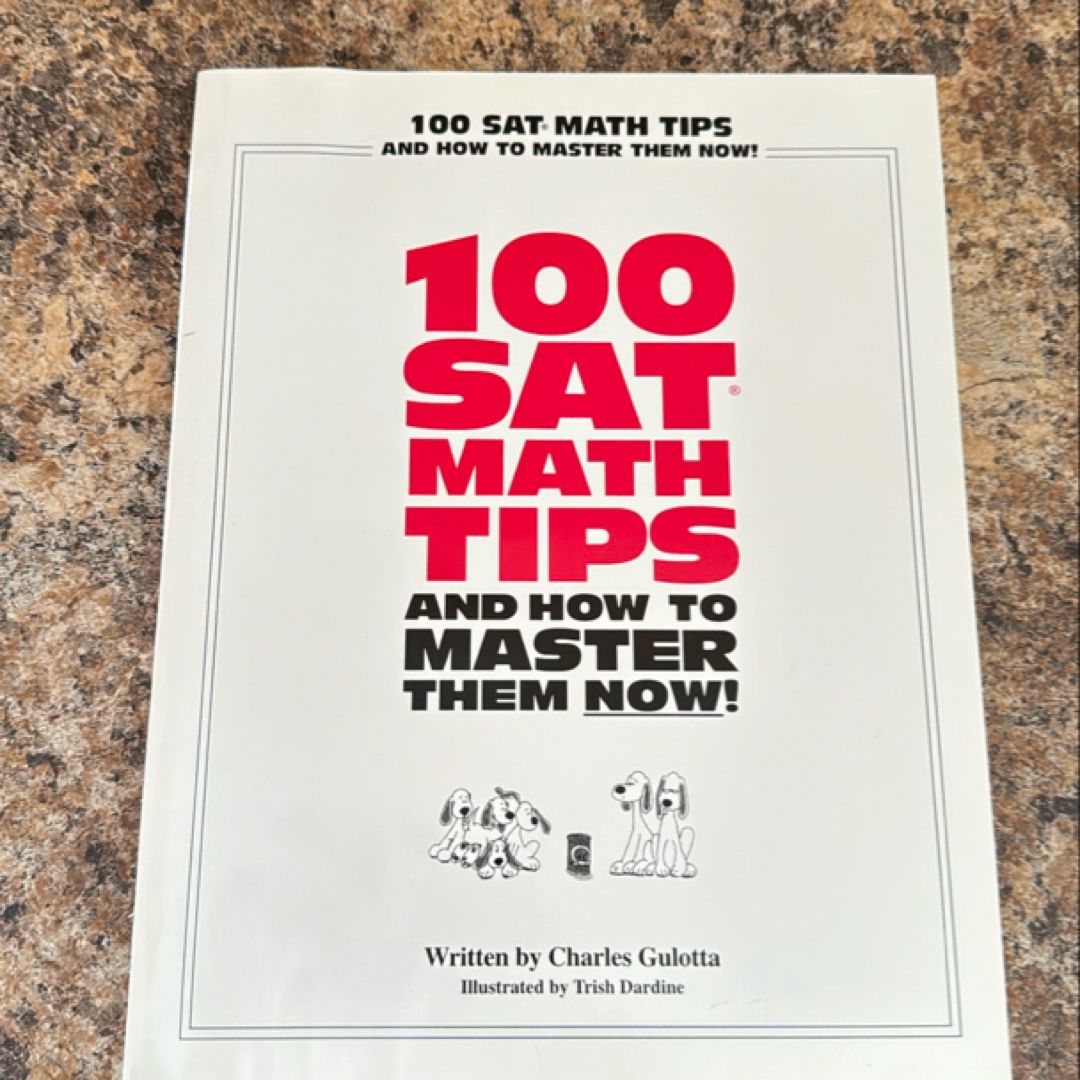 100 SAT® MATH TIPS
AND HOW TO MASTER THEM NOW!
100
SAT®
MATH
TIPS
AND HOW TO
MASTER
THEM NOW!
Written by Charles Gulotta
Illustrated by Trish Dardine